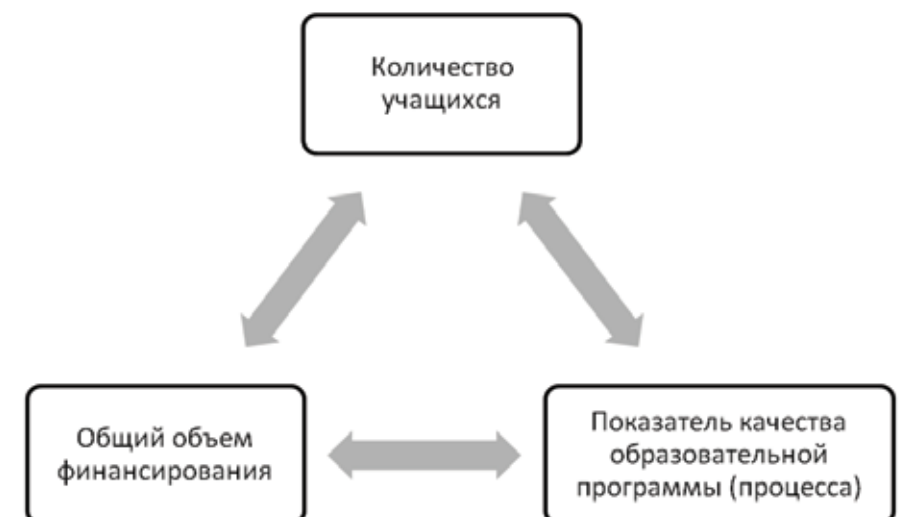 Количество
учащихся
Общий объем
финансирования
Показатель качества
образовательной
программы (процесса)